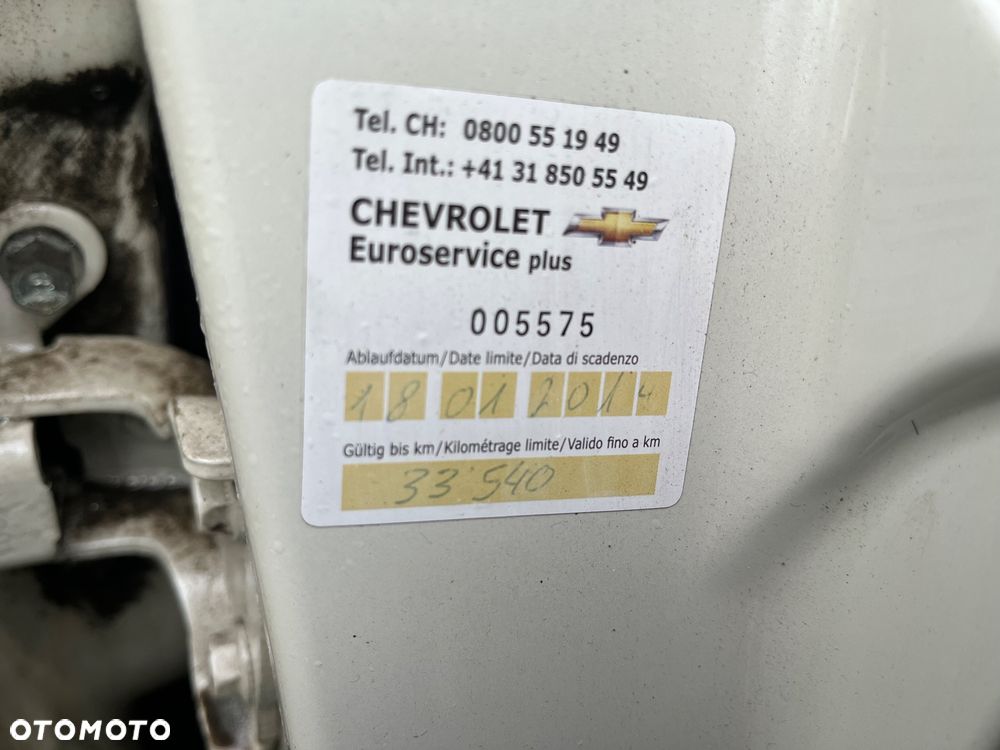 Tel. CH: 0800 55 19 49
Tel. Int.: +41 31 850 55 49
CHEVROLET
Euroservice plus
005575
Ablaufdatum/Date limite/Data di scadenzo
18 01 2014
Gültig bis km/Kilométrage limite/Valido fino a km
33 540
OTOMOTO